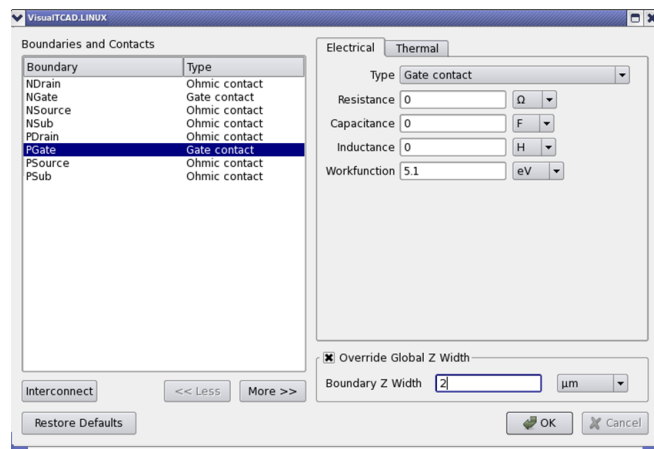 VisualTCAD.LINUX
Boundaries and Contacts
Boundary Type
NDrain Ohmic contact
NGate Gate contact
NSource Ohmic contact
NSub Ohmic contact
PDrain Ohmic contact
PGate Gate contact
PSource Ohmic contact
PSub Ohmic contact
Interconnect << Less More >>
Restore Defaults
Electrical Thermal
Type Gate contact
Resistance 0 Ω
Capacitance 0 F
Inductance 0 H
Workfunction 5.1 eV
Override Global Z Width
Boundary Z Width 2 μm
OK Cancel